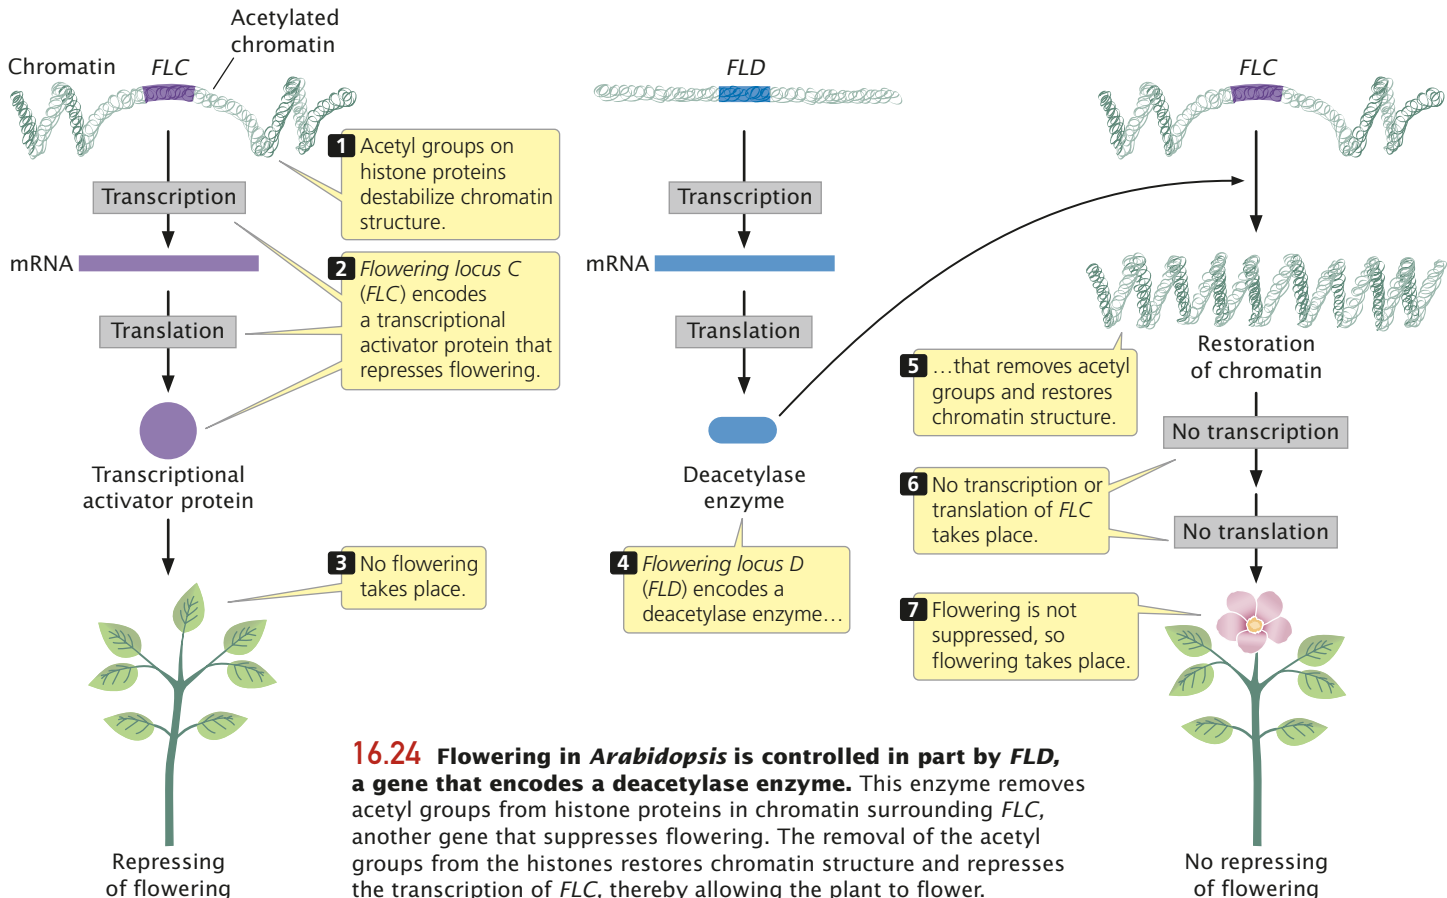 Acetylated
chromatin
Chromatin
FLC
1 Acetyl groups on
histone proteins
destabilize chromatin
structure.
Transcription
mRNA
2 Flowering locus C
(FLC) encodes
a transcriptional
activator protein that
represses flowering.
Translation
Transcriptional
activator protein
3 No flowering
takes place.
Repressing
of flowering
FLD
Transcription
mRNA
Translation
Deacetylase
enzyme
4 Flowering locus D
(FLD) encodes a
deacetylase enzyme…
FLC
5 …that removes acetyl
groups and restores
chromatin structure.
Restoration
of chromatin
No transcription
6 No transcription or
translation of FLC
takes place.
No translation
7 Flowering is not
suppressed, so
flowering takes place.
No repressing
of flowering
16.24 Flowering in Arabidopsis is controlled in part by FLD,
a gene that encodes a deacetylase enzyme. This enzyme removes
acetyl groups from histone proteins in chromatin surrounding FLC,
another gene that suppresses flowering. The removal of the acetyl
groups from the histones restores chromatin structure and represses
the transcription of FLC, thereby allowing the plant to flower.